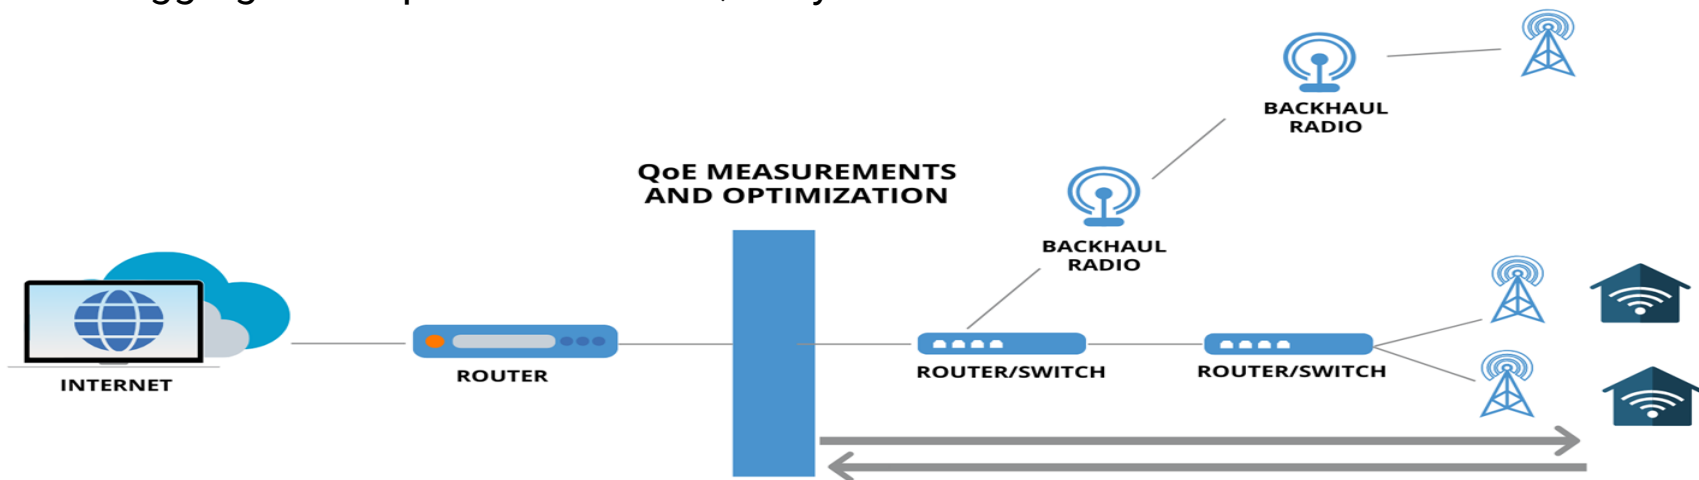 BACKHAUL
RADIO
QoE MEASUREMENTS
AND OPTIMIZATION
BACKHAUL
RADIO
INTERNET
ROUTER
ROUTER/SWITCH
ROUTER/SWITCH